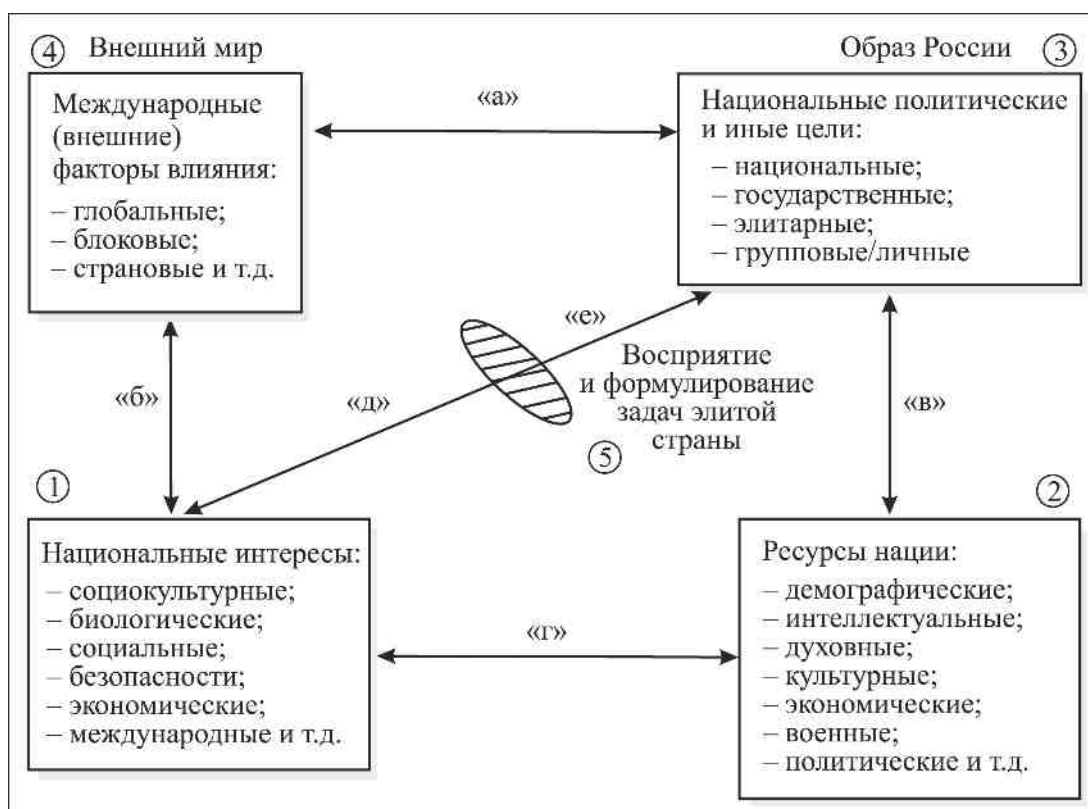 ④ Внешний мир
Образ России ③
Международные
(внешние)
факторы влияния:
– глобальные;
– блоковые;
– страновые и т.д.
«а»
Национальные политические
и иные цели:
– национальные;
– государственные;
– элитарные;
– групповые/личные
«б»
«д»
«е»
Восприятие
и формулирование
задач элитой
страны
⑤
«в»
①
Национальные интересы:
– социокультурные;
– биологические;
– социальные;
– безопасности;
– экономические;
– международные и т.д.
«г»
②
Ресурсы нации:
– демографические;
– интеллектуальные;
– духовные;
– культурные;
– экономические;
– военные;
– политические и т.д.